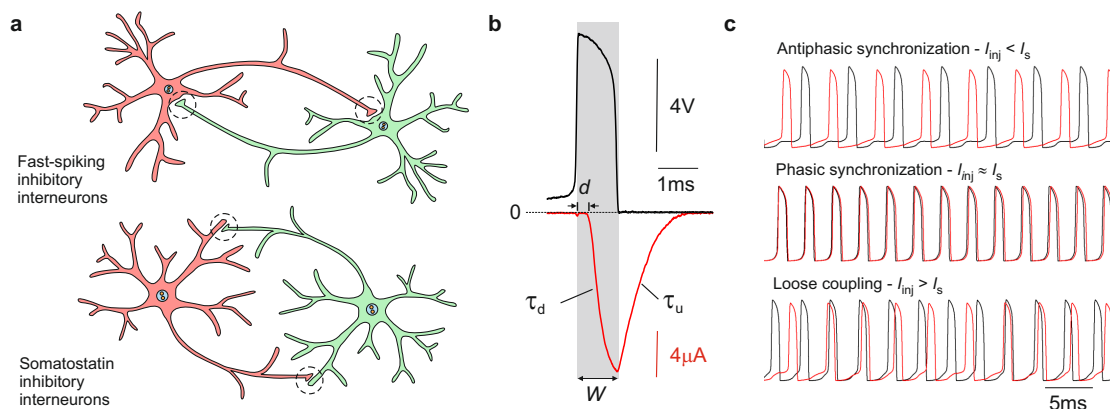 a
Fast-spiking
inhibitory
interneurons
Somatostatin
inhibitory
interneurons
b
4V
1ms
d
0
τd
τu
4μA
W
c
Antiphasic synchronization - Iinj < Is
Phasic synchronization - Iinj ≈ Is
Loose coupling - Iinj > Is
5ms